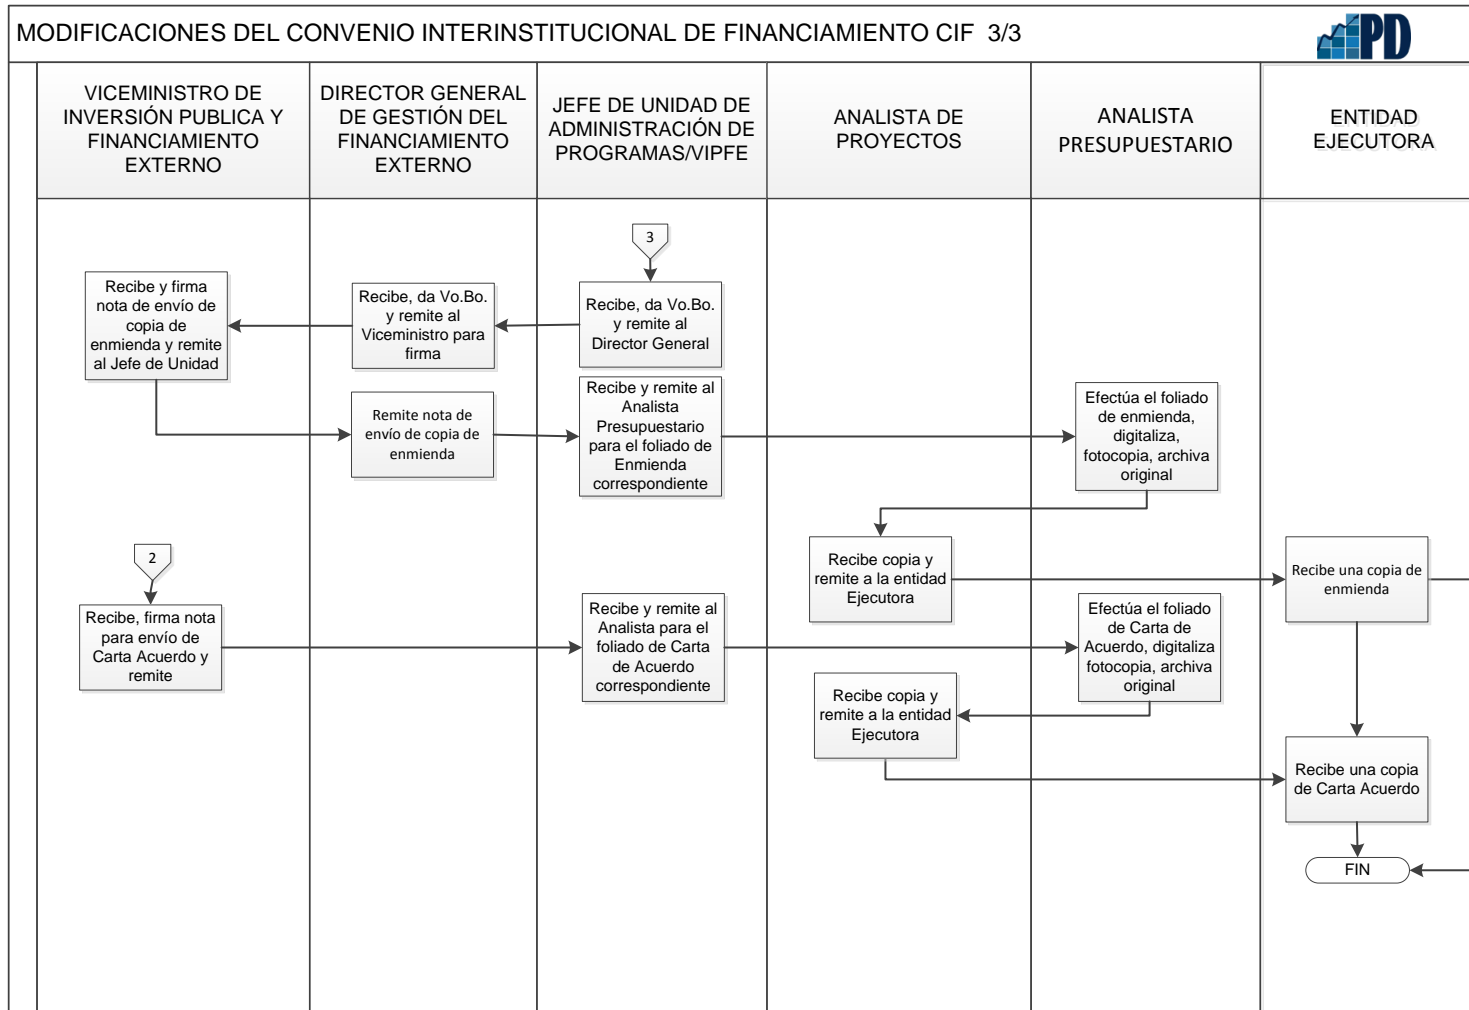 MODIFICACIONES DEL CONVENIO INTERINSTITUCIONAL DE FINANCIAMIENTO CIF 3/3
PD
VICEMINISTRO DE
INVERSIÓN PUBLICA Y
FINANCIAMIENTO
EXTERNO
DIRECTOR GENERAL
DE GESTIÓN DEL
FINANCIAMIENTO
EXTERNO
JEFE DE UNIDAD DE
ADMINISTRACIÓN DE
PROGRAMAS/VIPFE
ANALISTA DE
PROYECTOS
ANALISTA
PRESUPUESTARIO
ENTIDAD
EJECUTORA
3
Recibe y firma
nota de envío de
copia de
enmienda y remite
al Jefe de Unidad
Recibe, da Vo.Bo.
y remite al
Viceministro para
firma
Recibe, da Vo.Bo.
y remite al
Director General
Remite nota de
envío de copia de
enmienda
Recibe y remite al
Analista
Presupuestario
para el foliado de
Enmienda
correspondiente
Efectúa el foliado
de enmienda,
digitaliza,
fotocopia, archiva
original
2
Recibe copia y
remite a la entidad
Ejecutora
Recibe una copia de
enmienda
Recibe, firma nota
para envío de
Carta Acuerdo y
remite
Recibe y remite al
Analista para el
foliado de Carta
de Acuerdo
correspondiente
Efectúa el foliado
de Carta de
Acuerdo, digitaliza
fotocopia, archiva
original
Recibe copia y
remite a la entidad
Ejecutora
Recibe una copia
de Carta Acuerdo
FIN